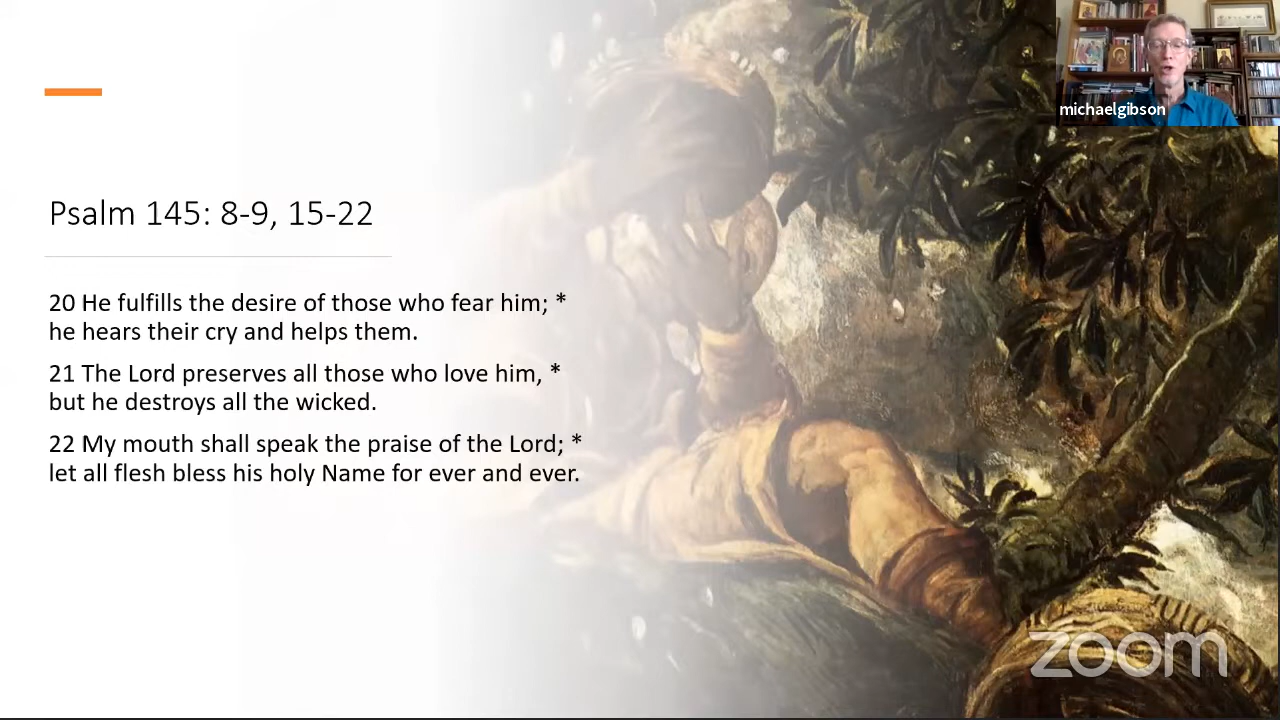 michaelgibson
Psalm 145: 8-9, 15-22
20 He fulfills the desire of those who fear him; *
he hears their cry and helps them.
21 The Lord preserves all those who love him, *
but he destroys all the wicked.
22 My mouth shall speak the praise of the Lord; *
let all flesh bless his holy Name for ever and ever.
zoom